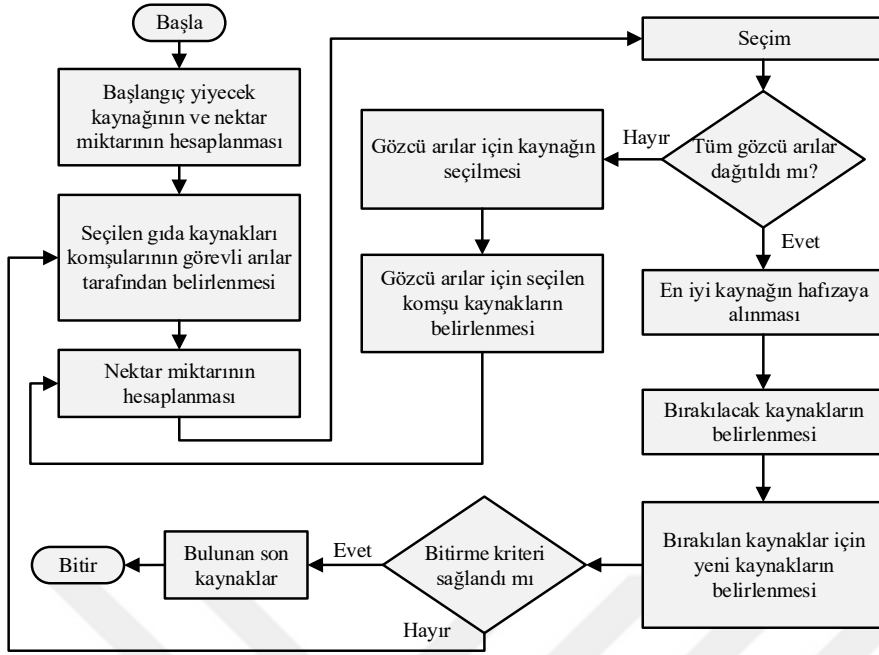 Başla
Başlangıç yiyecek
kaynağının ve nektar
miktarının hesaplanması
Seçilen gıda kaynakları
komşularının görevli arılar
tarafından belirlenmesi
Nektar miktarının
hesaplanması
Seçim
Tüm gözcü arılar
dağıtıldı mı?
Hayır
Gözcü arılar için kaynağın
seçilmesi
Gözcü arılar için seçilen
komşu kaynakların
belirlenmesi
Evet
En iyi kaynağın hafızaya
alınması
Bırakılacak kaynakların
belirlenmesi
Bırakılan kaynaklar için
yeni kaynakların
belirlenmesi
Bitirme kriteri
sağlandı mı
Evet
Bulunan son
kaynaklar
Bitir
Hayır